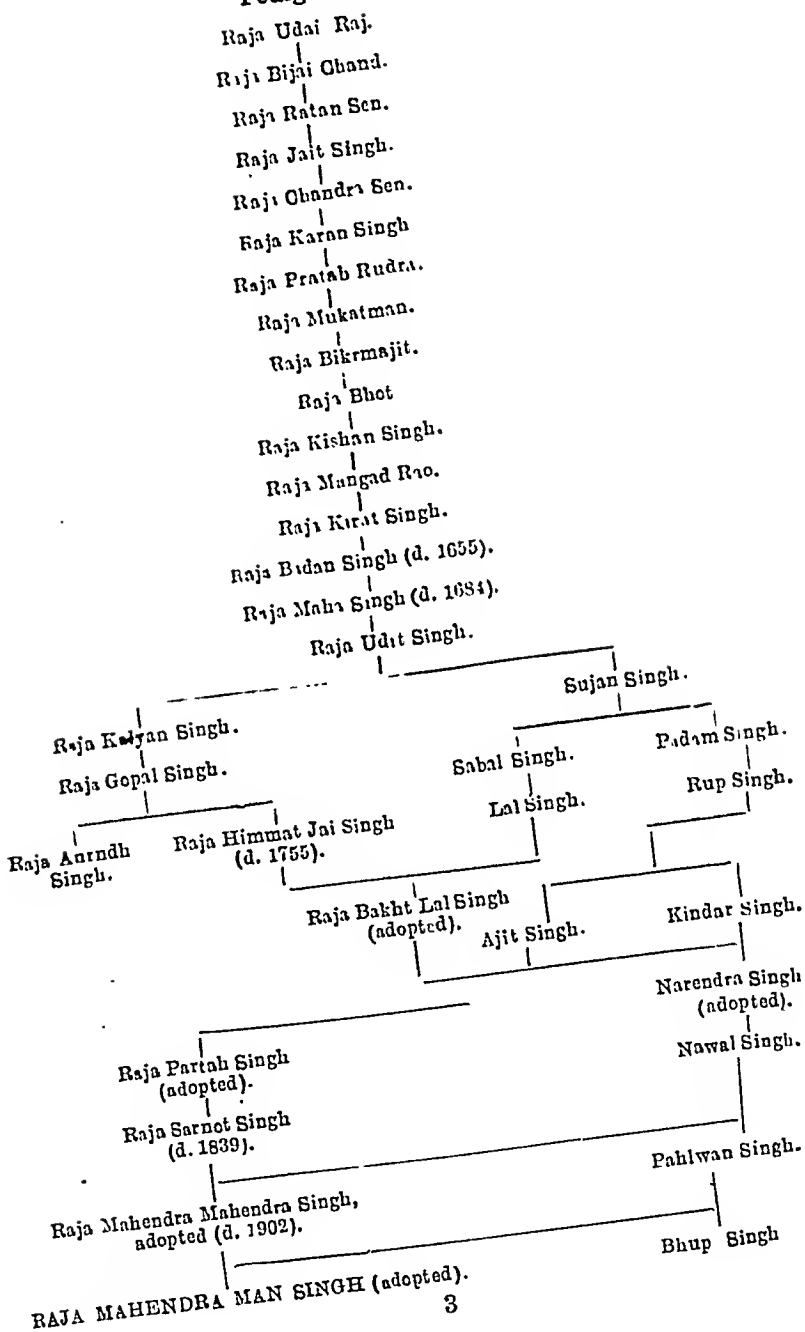 Raja Udai Raj.
Raja Bijai Chand.
Raja Ratan Sen.
Raja Jait Singh.
Raja Chandra Sen.
Raja Karan Singh
Raja Pratab Rudra.
Raja Mukatman.
Raja Bikrmajit.
Raja Bhot
Raja Kishan Singh.
Raja Mangad Rao.
Raja Kirat Singh.
Raja Badan Singh (d. 1655).
Raja Maha Singh (d. 1684).
Raja Udit Singh.
Raja Kalyan Singh.
Sujan Singh.
Raja Gopal Singh.
Sabal Singh.
Padam Singh.
Raja Anrudh
Singh.
Raja Himmat Jai Singh
(d. 1755).
Lal Singh.
Rup Singh.
Raja Bakht Lal Singh
(adopted).
Ajit Singh.
Kindar Singh.
Narendra Singh
(adopted).
Raja Partab Singh
(adopted).
Nawal Singh.
Raja Sarnot Singh
(d. 1839).
Pahlwan Singh.
Raja Mahendra Mahendra Singh,
adopted (d. 1902).
Bhup Singh
RAJA MAHENDRA MAN SINGH (adopted).
3